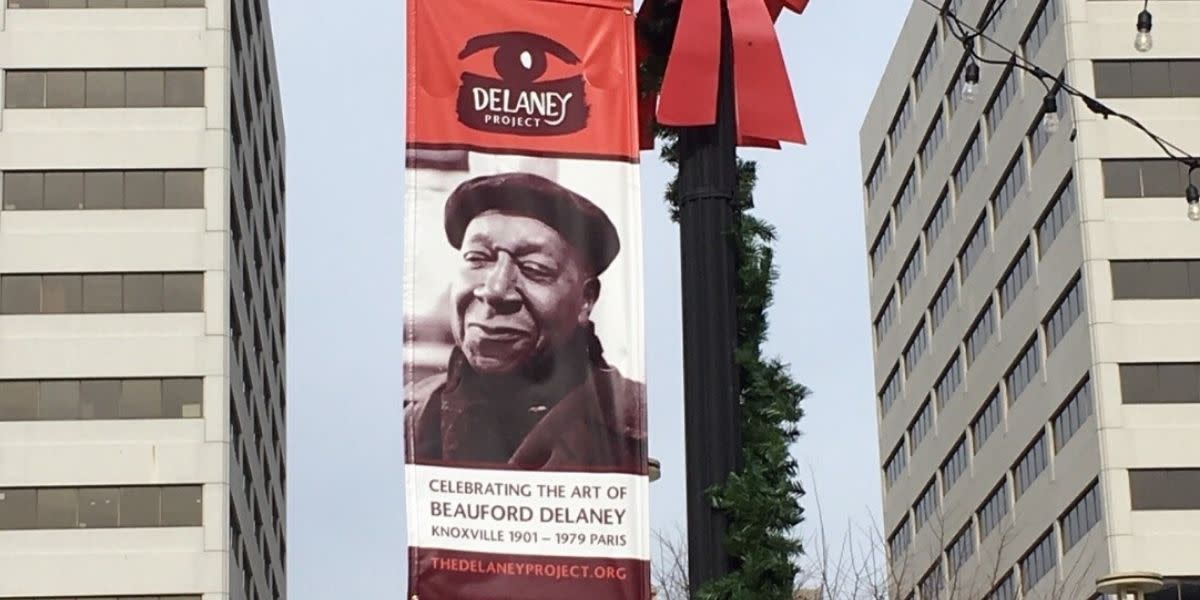 DELANEY
PROJECT
CELEBRATING THE ART OF
BEAUFORD DELANEY
KNOXVILLE 1901 – 1979 PARIS
THEDELANEYPROJECT.ORG